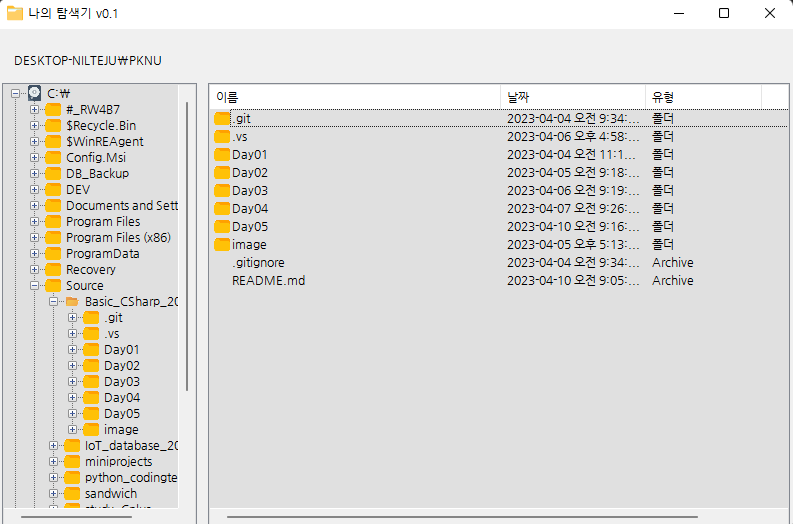 나의 탐색기 v0.1
DESKTOP-NILTEJU₩PKNU
C:₩
#_RW4B7
$Recycle.Bin
$WinREAgent
Config.Msi
DB_Backup
DEV
Documents and Sett
Program Files
Program Files (x86)
ProgramData
Recovery
Source
Basic_CSharp_20
.git
.vs
Day01
Day02
Day03
Day04
Day05
image
IoT_database_20
miniprojects
python_codingte
sandwich
이름 날짜 유형
.git 2023-04-04 오전 9:34:... 폴더
.vs 2023-04-06 오후 4:58:... 폴더
Day01 2023-04-04 오전 11:1... 폴더
Day02 2023-04-05 오전 9:18:... 폴더
Day03 2023-04-06 오전 9:19:... 폴더
Day04 2023-04-07 오전 9:26:... 폴더
Day05 2023-04-10 오전 9:16:... 폴더
image 2023-04-05 오후 5:13:... 폴더
.gitignore 2023-04-04 오전 9:34:... Archive
README.md 2023-04-10 오전 9:05:... Archive